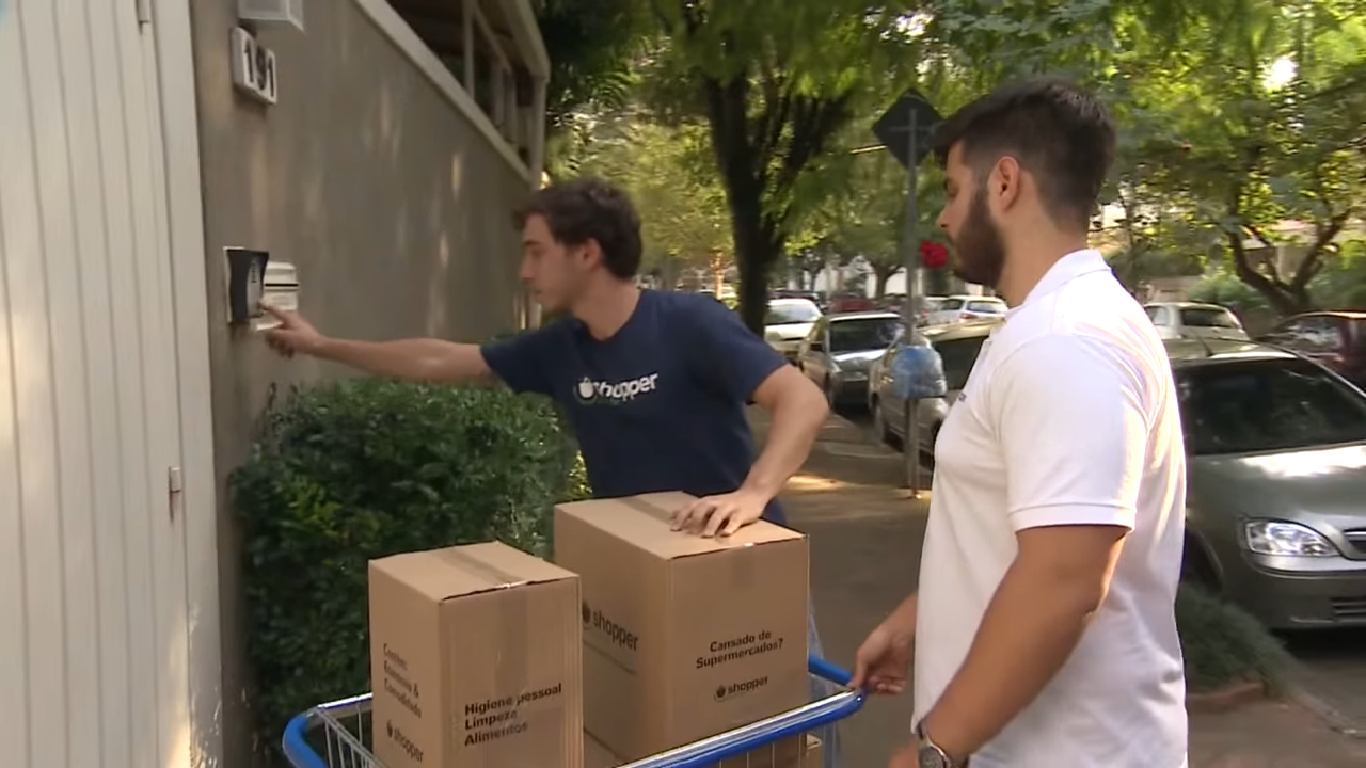 191
shopper
shopper
Cansado de
Supermercados?
shopper
Higiene pessoal
Limpeza
Alimentos
shopper